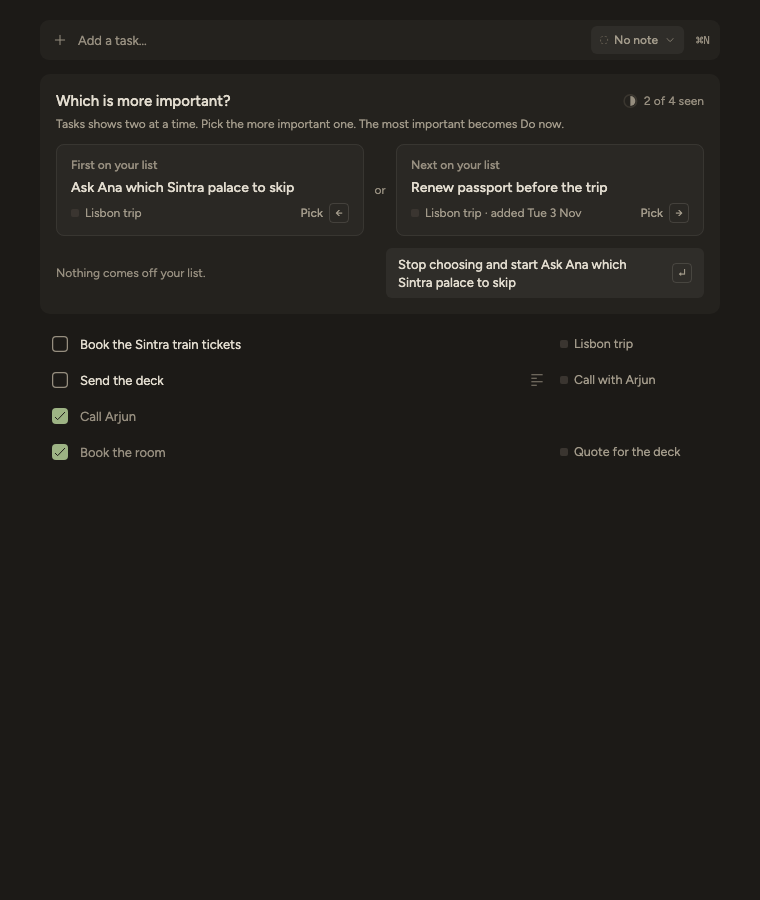 Add a task...
No note
⌘N
Which is more important?
2 of 4 seen
Tasks shows two at a time. Pick the more important one. The most important becomes Do now.
First on your list
Ask Ana which Sintra palace to skip
Lisbon trip
Pick ←
or
Next on your list
Renew passport before the trip
Lisbon trip · added Tue 3 Nov
Pick →
Nothing comes off your list.
Stop choosing and start Ask Ana which
Sintra palace to skip
Book the Sintra train tickets
Lisbon trip
Send the deck
Call with Arjun
Call Arjun
Book the room
Quote for the deck